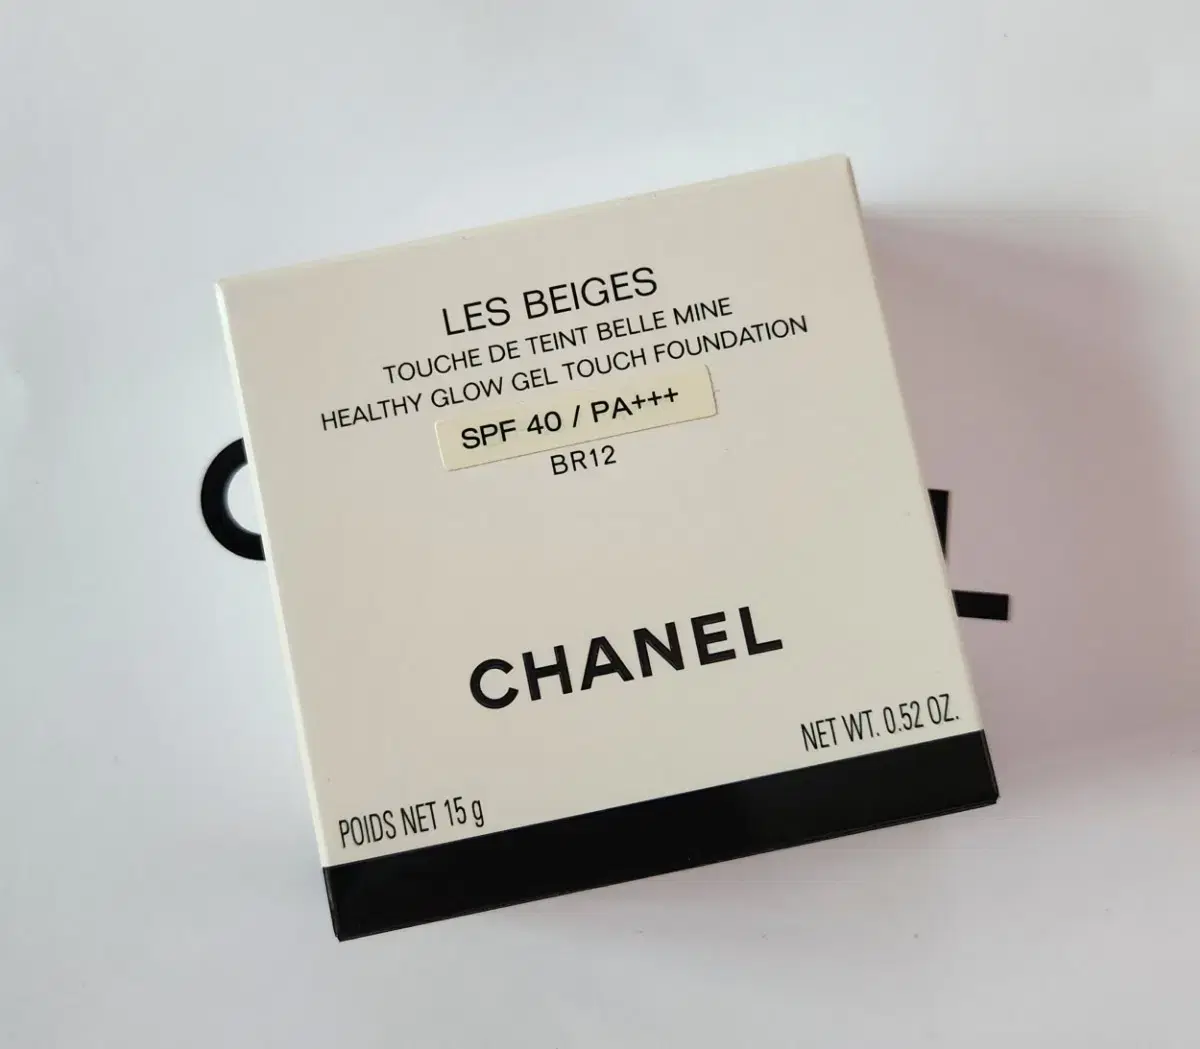 LES BEIGES
TOUCHE DE TEINT BELLE MINE
HEALTHY GLOW GEL TOUCH FOUNDATION
SPF 40 / PA+++
BR12
CHANEL
NET WT. 0.52 OZ.
POIDS NET 15 g